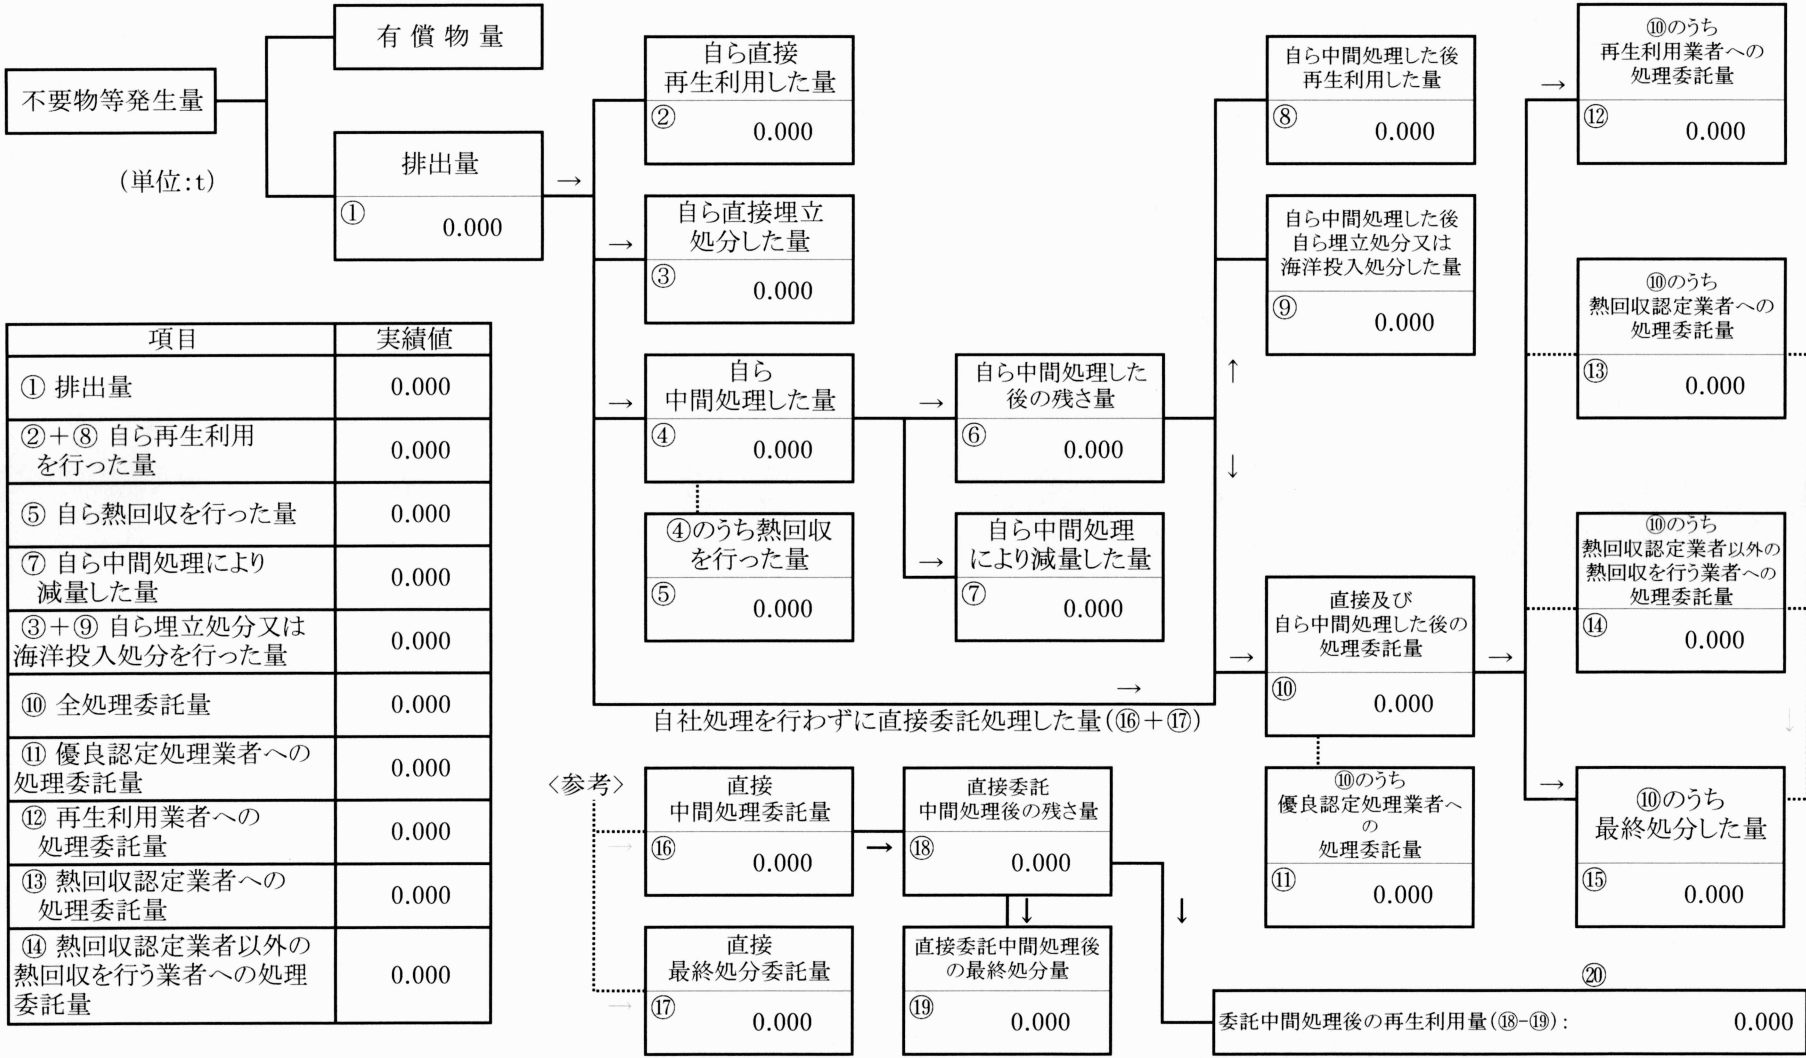 有償物量
不要物等発生量
(単位:t)
排出量
①
0.000
自ら直接
再生利用した量
②
0.000
自ら直接埋立
処分した量
③
0.000
自ら
中間処理した量
④
0.000
④のうち熱回収
を行った量
⑤
0.000
自ら中間処理した
後の残さ量
⑥
0.000
自ら中間処理
により減量した量
⑦
0.000
自ら中間処理した後
再生利用した量
⑧
0.000
自ら中間処理した後
自ら埋立処分又は
海洋投入処分した量
⑨
0.000
直接及び
自ら中間処理した後の
処理委託量
⑩
0.000
⑩のうち
優良認定処理業者へ
の
処理委託量
⑪
0.000
⑩のうち
再生利用業者への
処理委託量
⑫
0.000
⑩のうち
熱回収認定業者への
処理委託量
⑬
0.000
⑩のうち
熱回収認定業者以外の
熱回収を行う業者への
処理委託量
⑭
0.000
⑩のうち
最終処分した量
⑮
0.000
自社処理を行わずに直接委託処理した量(⑯+⑰)
〈参考〉
直接
中間処理委託量
⑯
0.000
直接
最終処分委託量
⑰
0.000
直接委託
中間処理後の残さ量
⑱
0.000
直接委託中間処理後
の最終処分量
⑲
0.000
⑳
委託中間処理後の再生利用量(⑱-⑲): 0.000
項目 実績値
① 排出量 0.000
②+⑧ 自ら再生利用
を行った量 0.000
⑤ 自ら熱回収を行った量 0.000
⑦ 自ら中間処理により
減量した量 0.000
③+⑨ 自ら埋立処分又は
海洋投入処分を行った量 0.000
⑩ 全処理委託量 0.000
⑪ 優良認定処理業者への
処理委託量 0.000
⑫ 再生利用業者への
処理委託量 0.000
⑬ 熱回収認定業者への
処理委託量 0.000
⑭ 熱回収認定業者以外の
熱回収を行う業者への処理
委託量 0.000